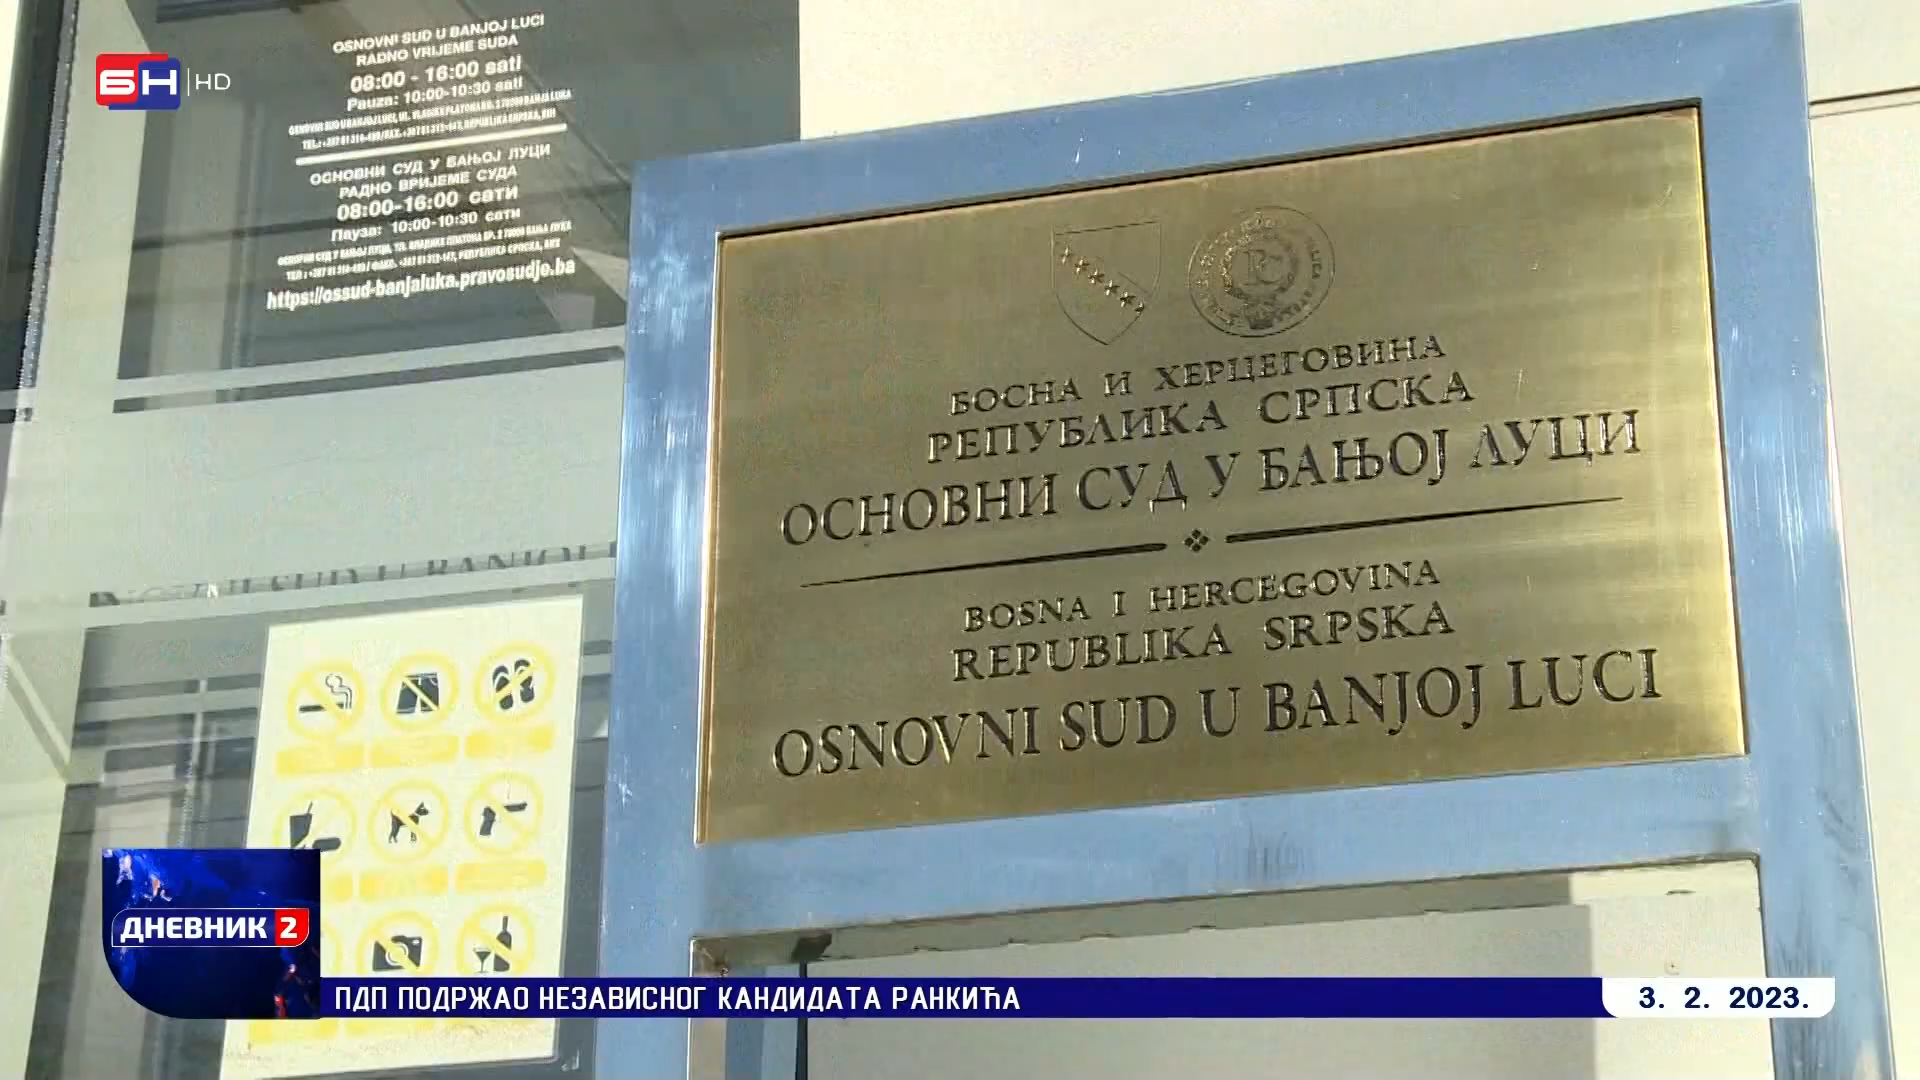 БН HD
OSNOVNI SUD U BANJOJ LUCI
RADNO VRIJEME SUDA
08:00 - 16:00 sati
Pauza: 10:00-10:30 sati
ОСНОВНИ СУД У БАЊОЈ ЛУЦИ
РАДНО ВРИЈЕМЕ СУДА
08:00-16:00 сати
Пауза: 10:00-10:30 сати
https://ossud-banjaluka.pravosudje.ba
БОСНА И ХЕРЦЕГОВИНА
РЕПУБЛИКА СРПСКА
ОСНОВНИ СУД У БАЊОЈ ЛУЦИ
BOSNA I HERCEGOVINA
REPUBLIKA SRPSKA
OSNOVNI SUD U BANJOJ LUCI
ДНЕВНИК 2
ПДП ПОДРЖАО НЕЗАВИСНОГ КАНДИДАТА РАНКИЋА
3. 2. 2023.